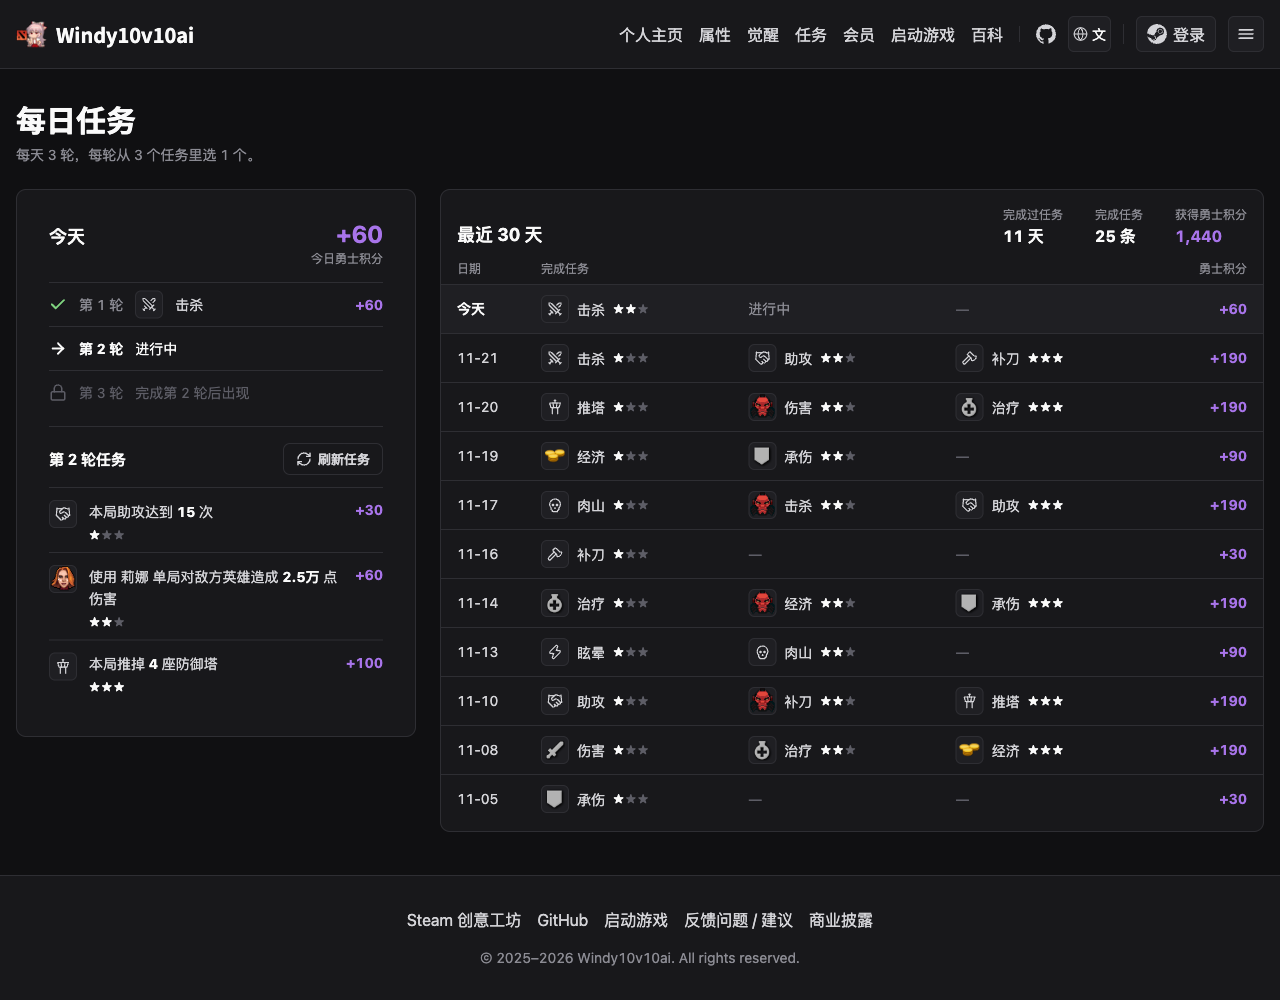 Windy10v10ai
个人主页 属性 觉醒 任务 会员 启动游戏 百科 文 登录
每日任务
每天 3 轮，每轮从 3 个任务里选 1 个。
今天 +60
今日勇士积分
第 1 轮 击杀 +60
第 2 轮 进行中
第 3 轮 完成第 2 轮后出现
第 2 轮任务 刷新任务
本局助攻达到 15 次 +30
使用 莉娜 单局对敌方英雄造成 2.5万 点 +60
伤害
本局推掉 4 座防御塔 +100
最近 30 天
完成过任务 完成任务 获得勇士积分
11 天 25 条 1,440
日期 完成任务 勇士积分
今天 击杀 进行中 — +60
11-21 击杀 助攻 补刀 +190
11-20 推塔 伤害 治疗 +190
11-19 经济 承伤 — +90
11-17 肉山 击杀 助攻 +190
11-16 补刀 — — +30
11-14 治疗 经济 承伤 +190
11-13 眩晕 肉山 — +90
11-10 助攻 补刀 推塔 +190
11-08 伤害 治疗 经济 +190
11-05 承伤 — — +30
Steam 创意工坊 GitHub 启动游戏 反馈问题 / 建议 商业披露
© 2025–2026 Windy10v10ai. All rights reserved.